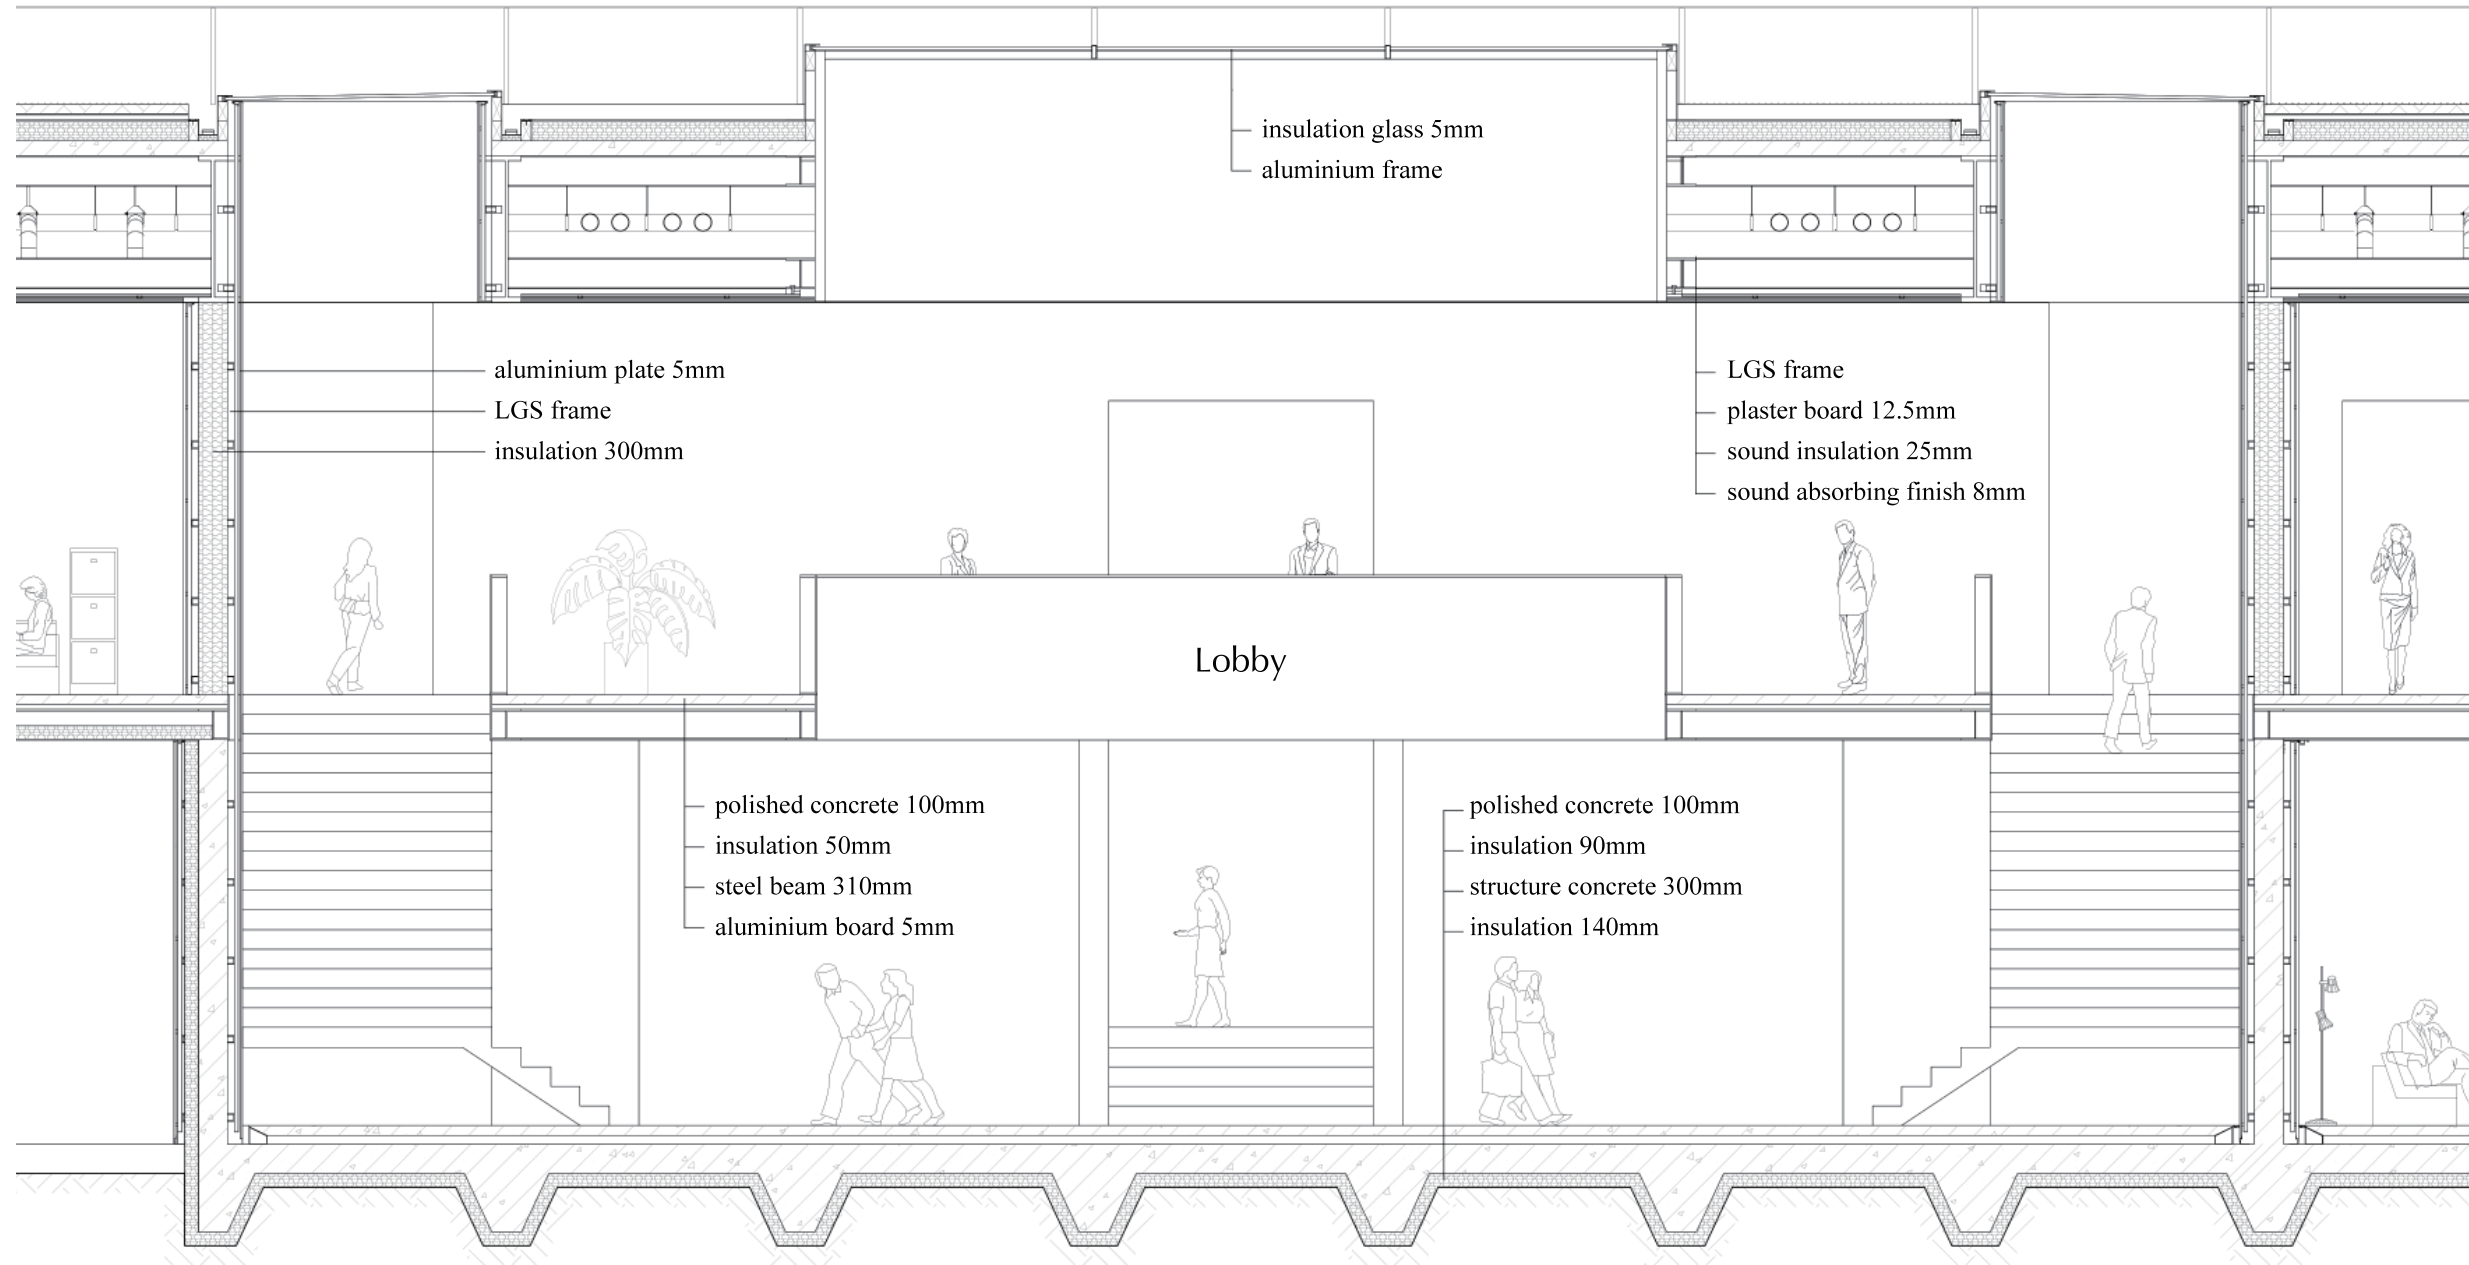 insulation glass 5mm
aluminium frame
aluminium plate 5mm
LGS frame
insulation 300mm
LGS frame
plaster board 12.5mm
sound insulation 25mm
sound absorbing finish 8mm
Lobby
polished concrete 100mm
insulation 50mm
steel beam 310mm
aluminium board 5mm
polished concrete 100mm
insulation 90mm
structure concrete 300mm
insulation 140mm